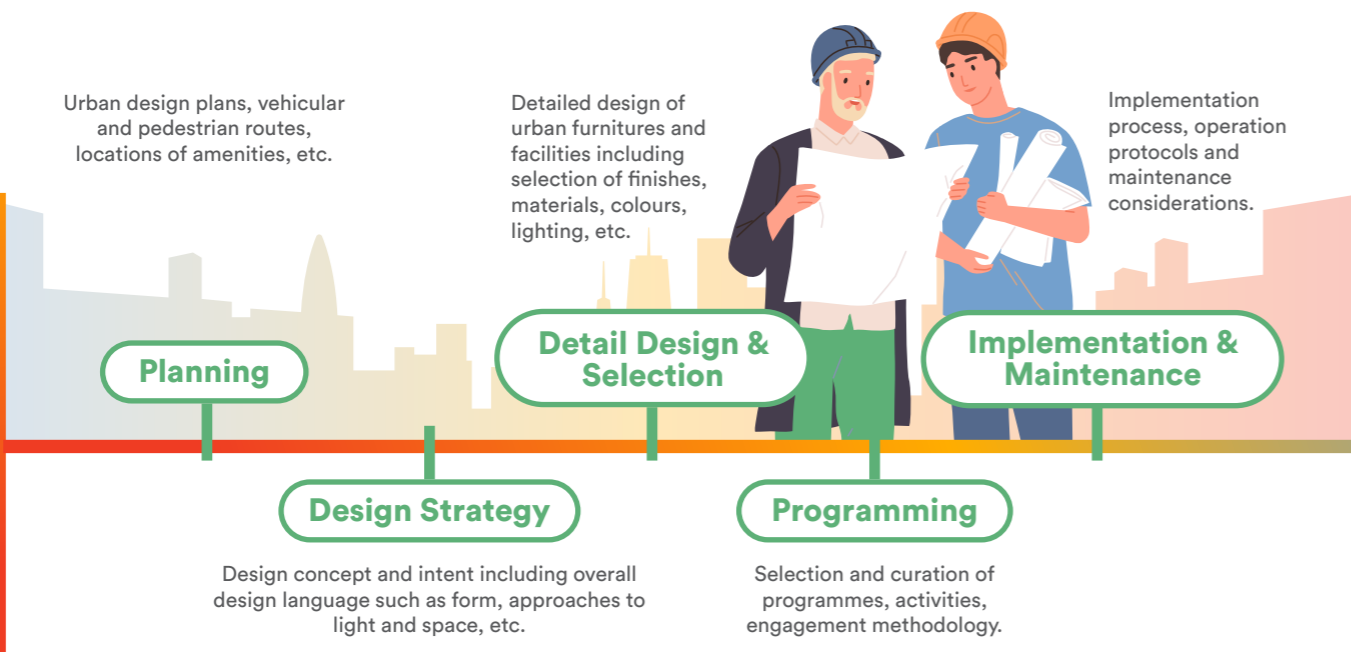 Urban design plans, vehicular
and pedestrian routes,
locations of amenities, etc.
Planning
Design Strategy
Design concept and intent including overall
design language such as form, approaches to
light and space, etc.
Detailed design of
urban furnitures and
facilities including
selection of finishes,
materials, colours,
lighting, etc.
Detail Design &
Selection
Programming
Selection and curation of
programmes, activities,
engagement methodology.
Implementation
process, operation
protocols and
maintenance
considerations.
Implementation &
Maintenance